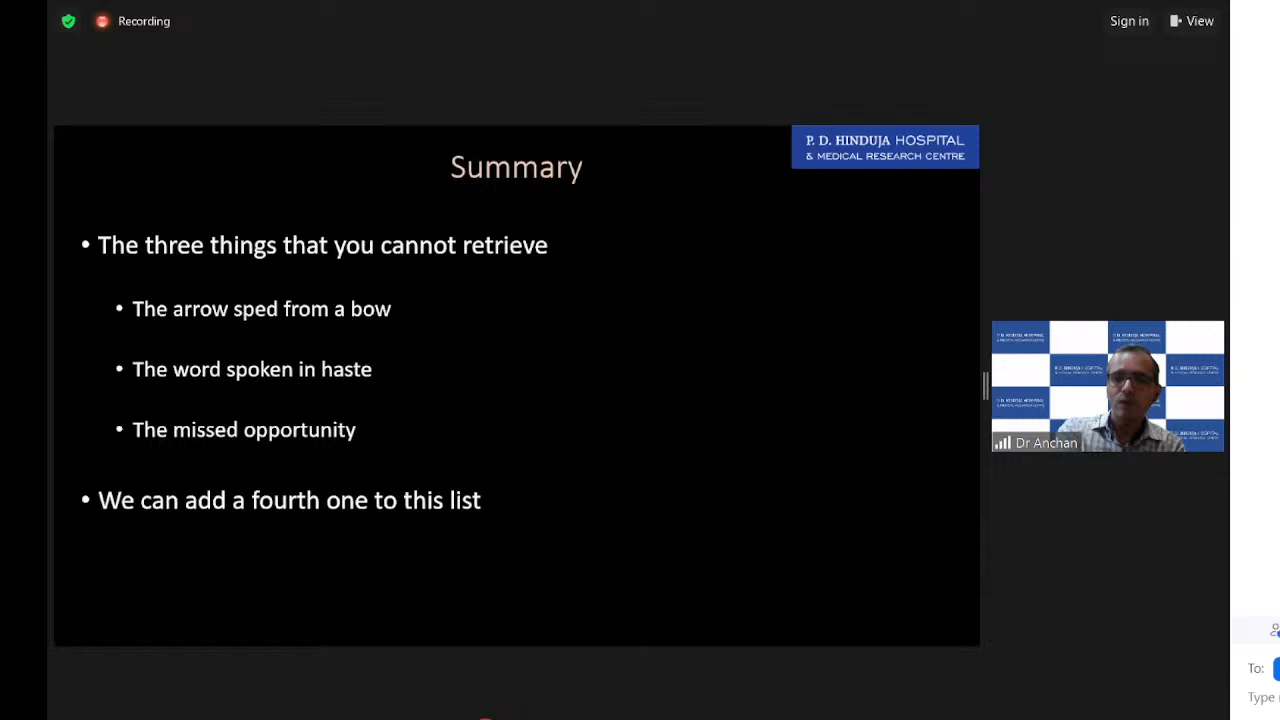 Recording
Sign in
View
P. D. HINDUJA HOSPITAL
& MEDICAL RESEARCH CENTRE
Summary
• The three things that you cannot retrieve
• The arrow sped from a bow
• The word spoken in haste
• The missed opportunity
• We can add a fourth one to this list
Dr Anchan
To:
Type